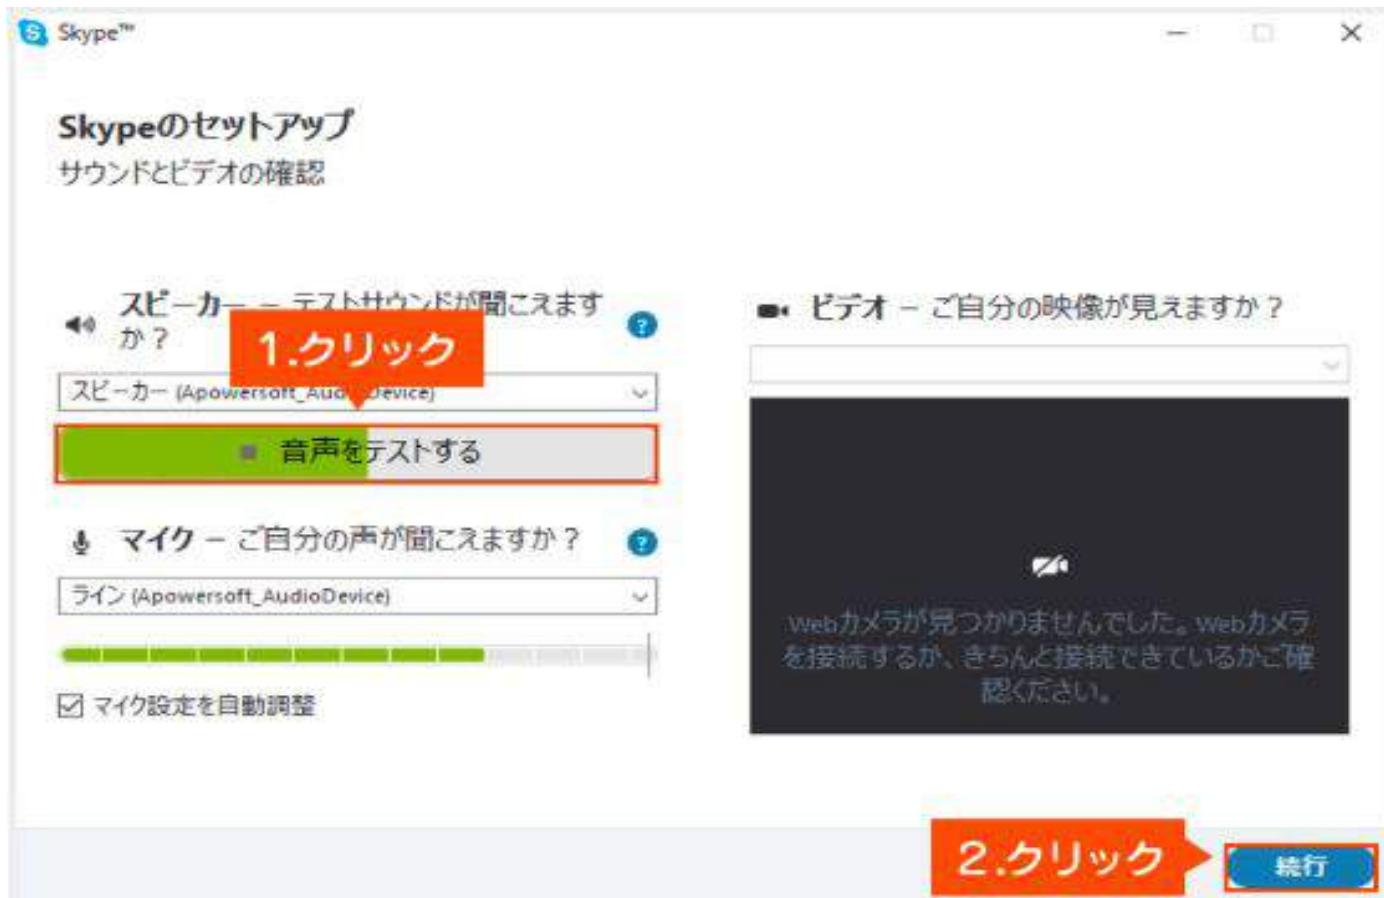 Skype™
Skypeのセットアップ
サウンドとビデオの確認
スピーカー – テストサウンドが聞こえます
か？
1.クリック
スピーカー (Apowersoft_AudioDevice)
音声をテストする
マイク – ご自分の声が聞こえますか？
ライン (Apowersoft_AudioDevice)
マイク設定を自動調整
ビデオ – ご自分の映像が見えますか？
Webカメラが見つかりませんでした。Webカメラ
を接続するか、きちんと接続できているかご確
認ください。
2.クリック
続行